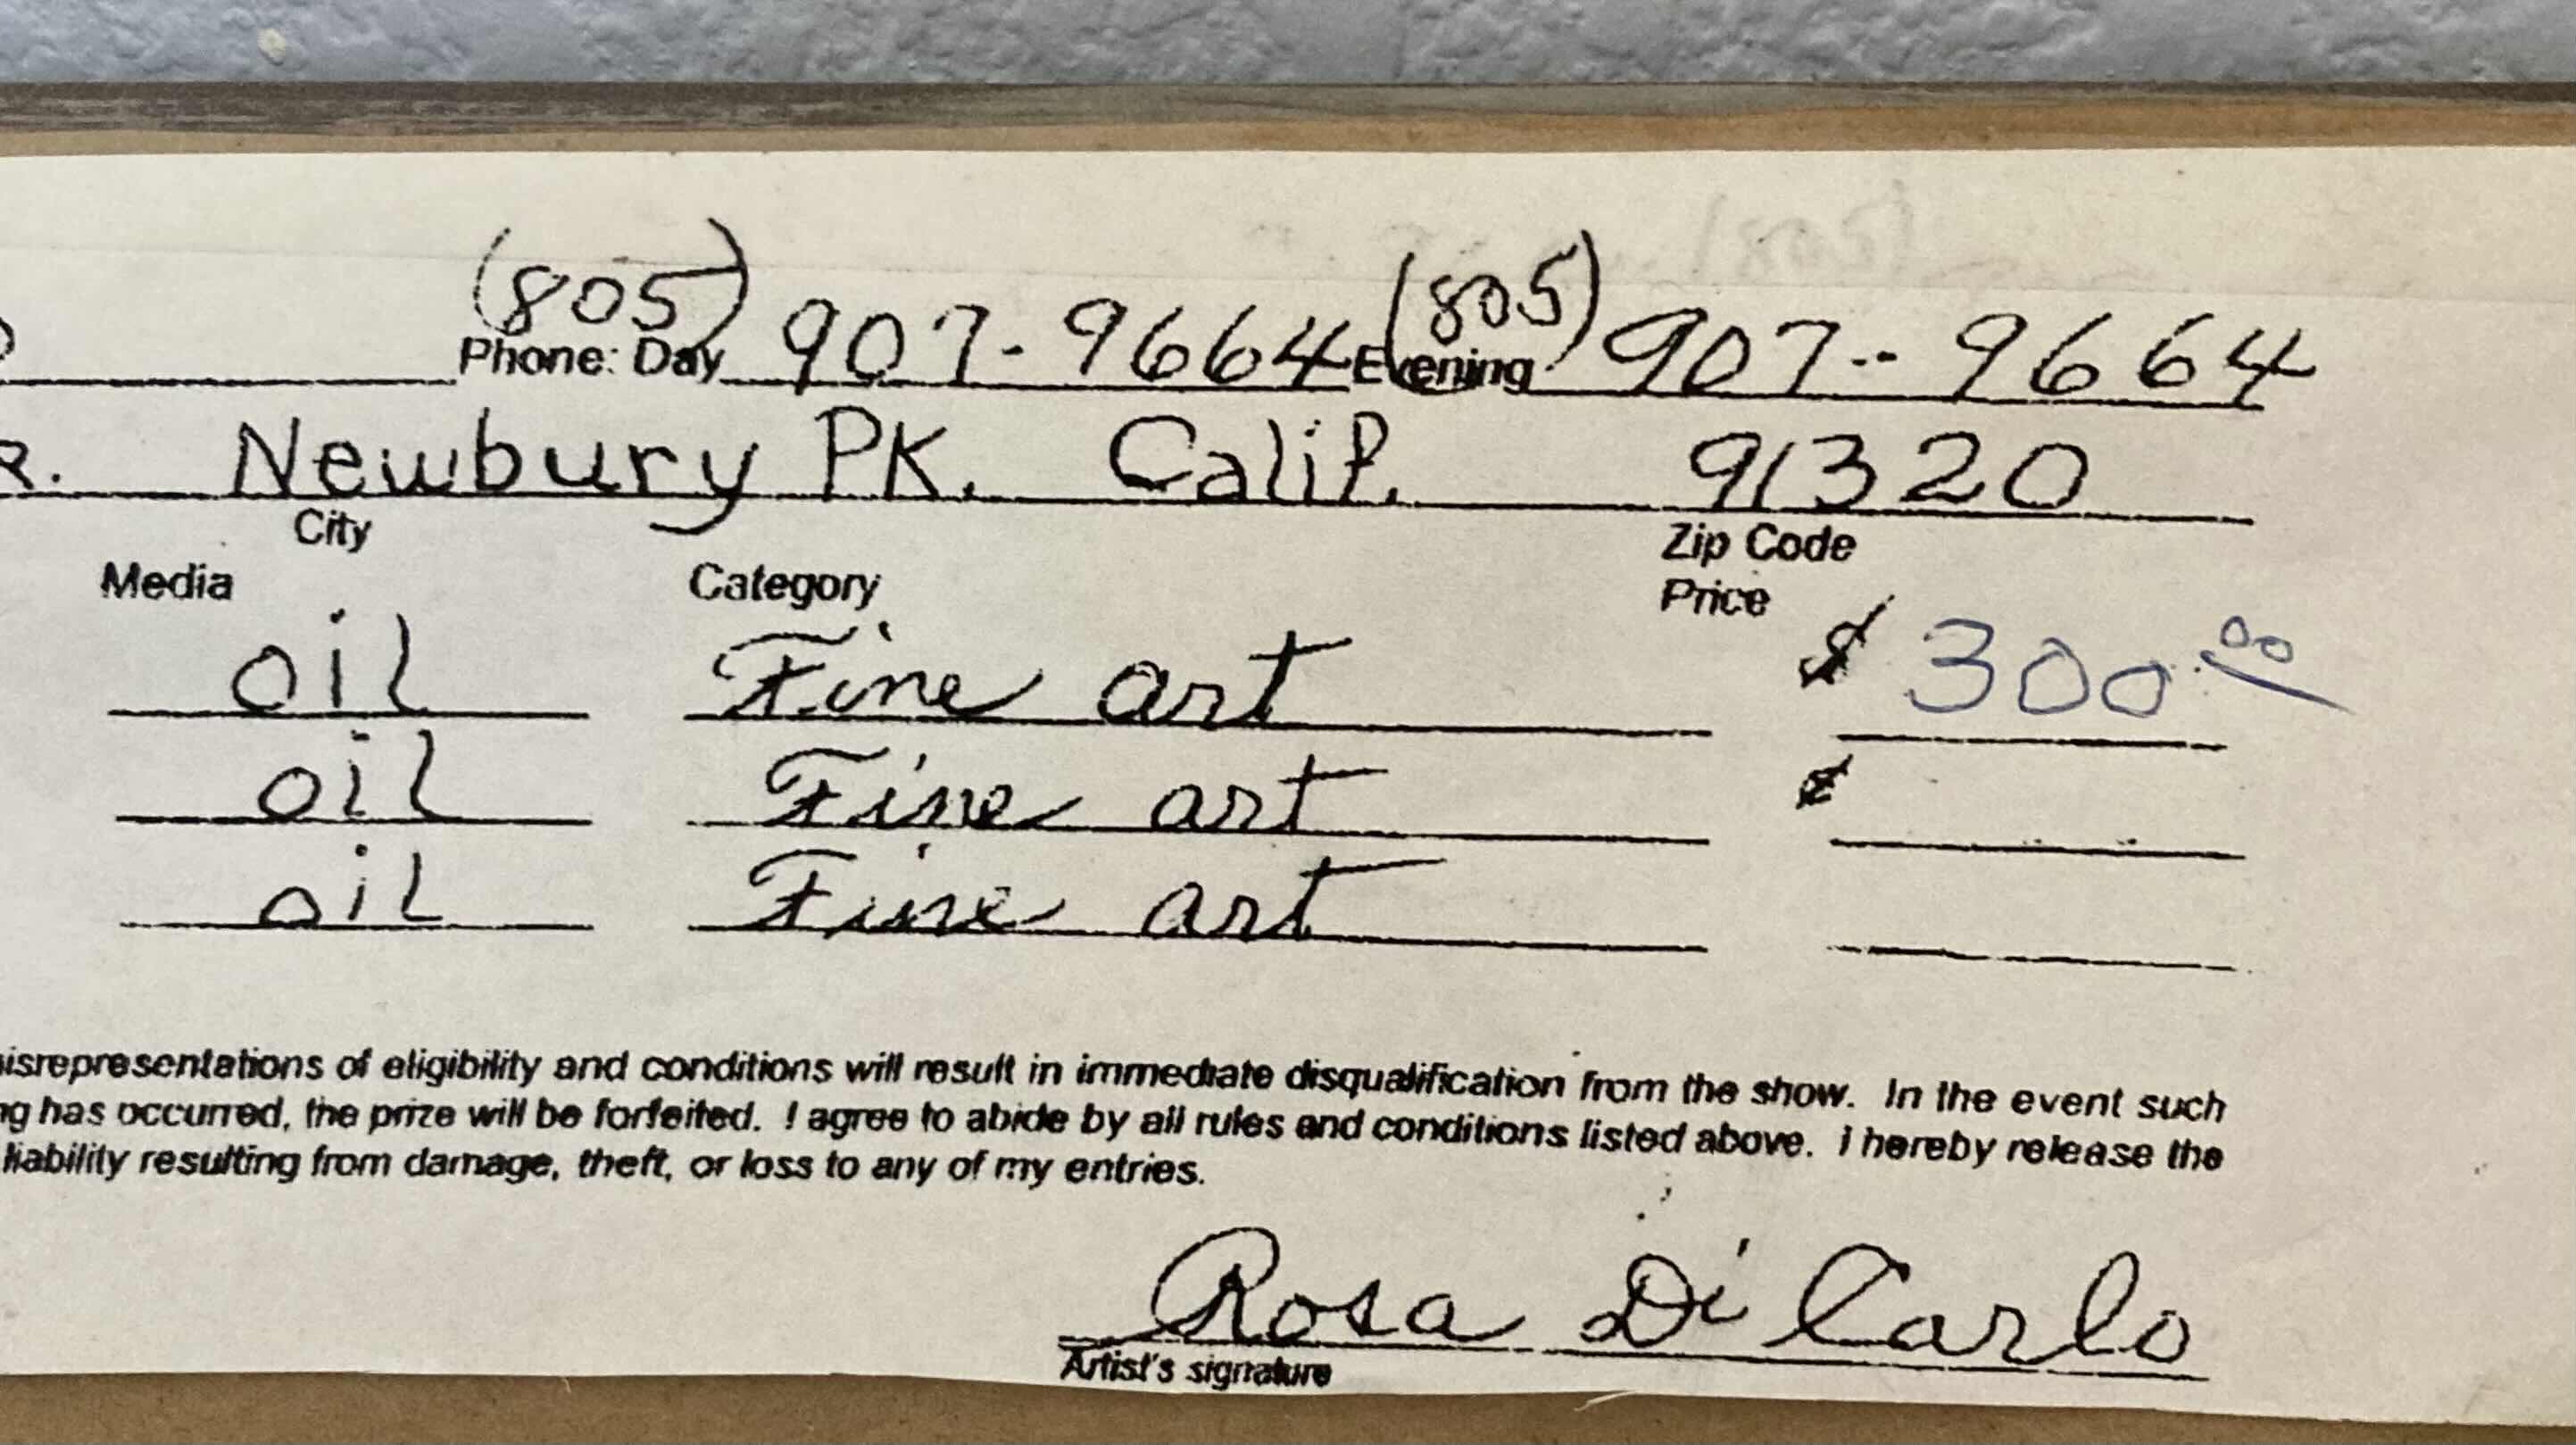 (805) (805)
Phone: Day 907-9664 Evening 907-9664
R. Newbury PK. Calif. 91320
City Zip Code
Media Category Price
oil Fine art $ 300.00
oil Fine art $
oil Fine art
isrepresentations of eligibility and conditions will result in immediate disqualification from the show. In the event such
ng has occurred, the prize will be forfeited. I agree to abide by all rules and conditions listed above. I hereby release the
liability resulting from damage, theft, or loss to any of my entries.
Rosa Di Carlo
Artist's signature